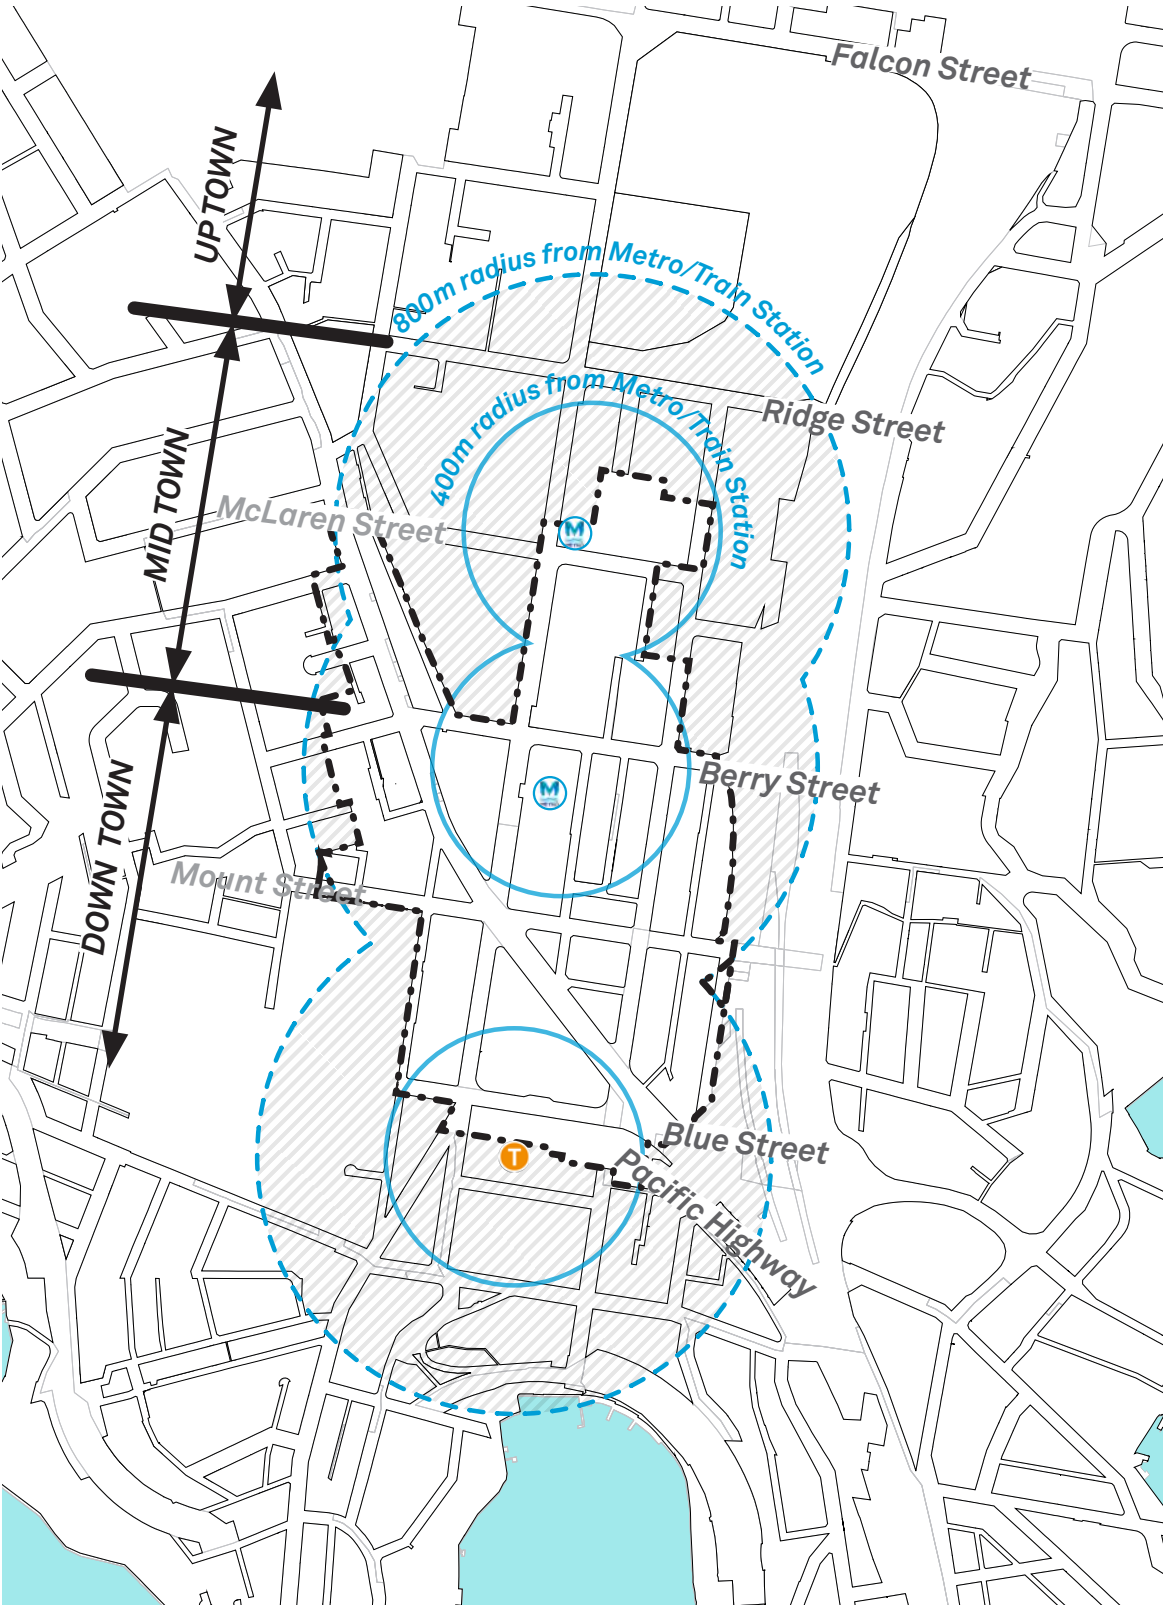 Falcon Street
UP TOWN
800m radius from Metro/Train Station
400m radius from Metro/Train Station
Ridge Street
MID TOWN
McLaren Street
M
M
Berry Street
DOWN TOWN
Mount Street
Blue Street
T
Pacific Highway